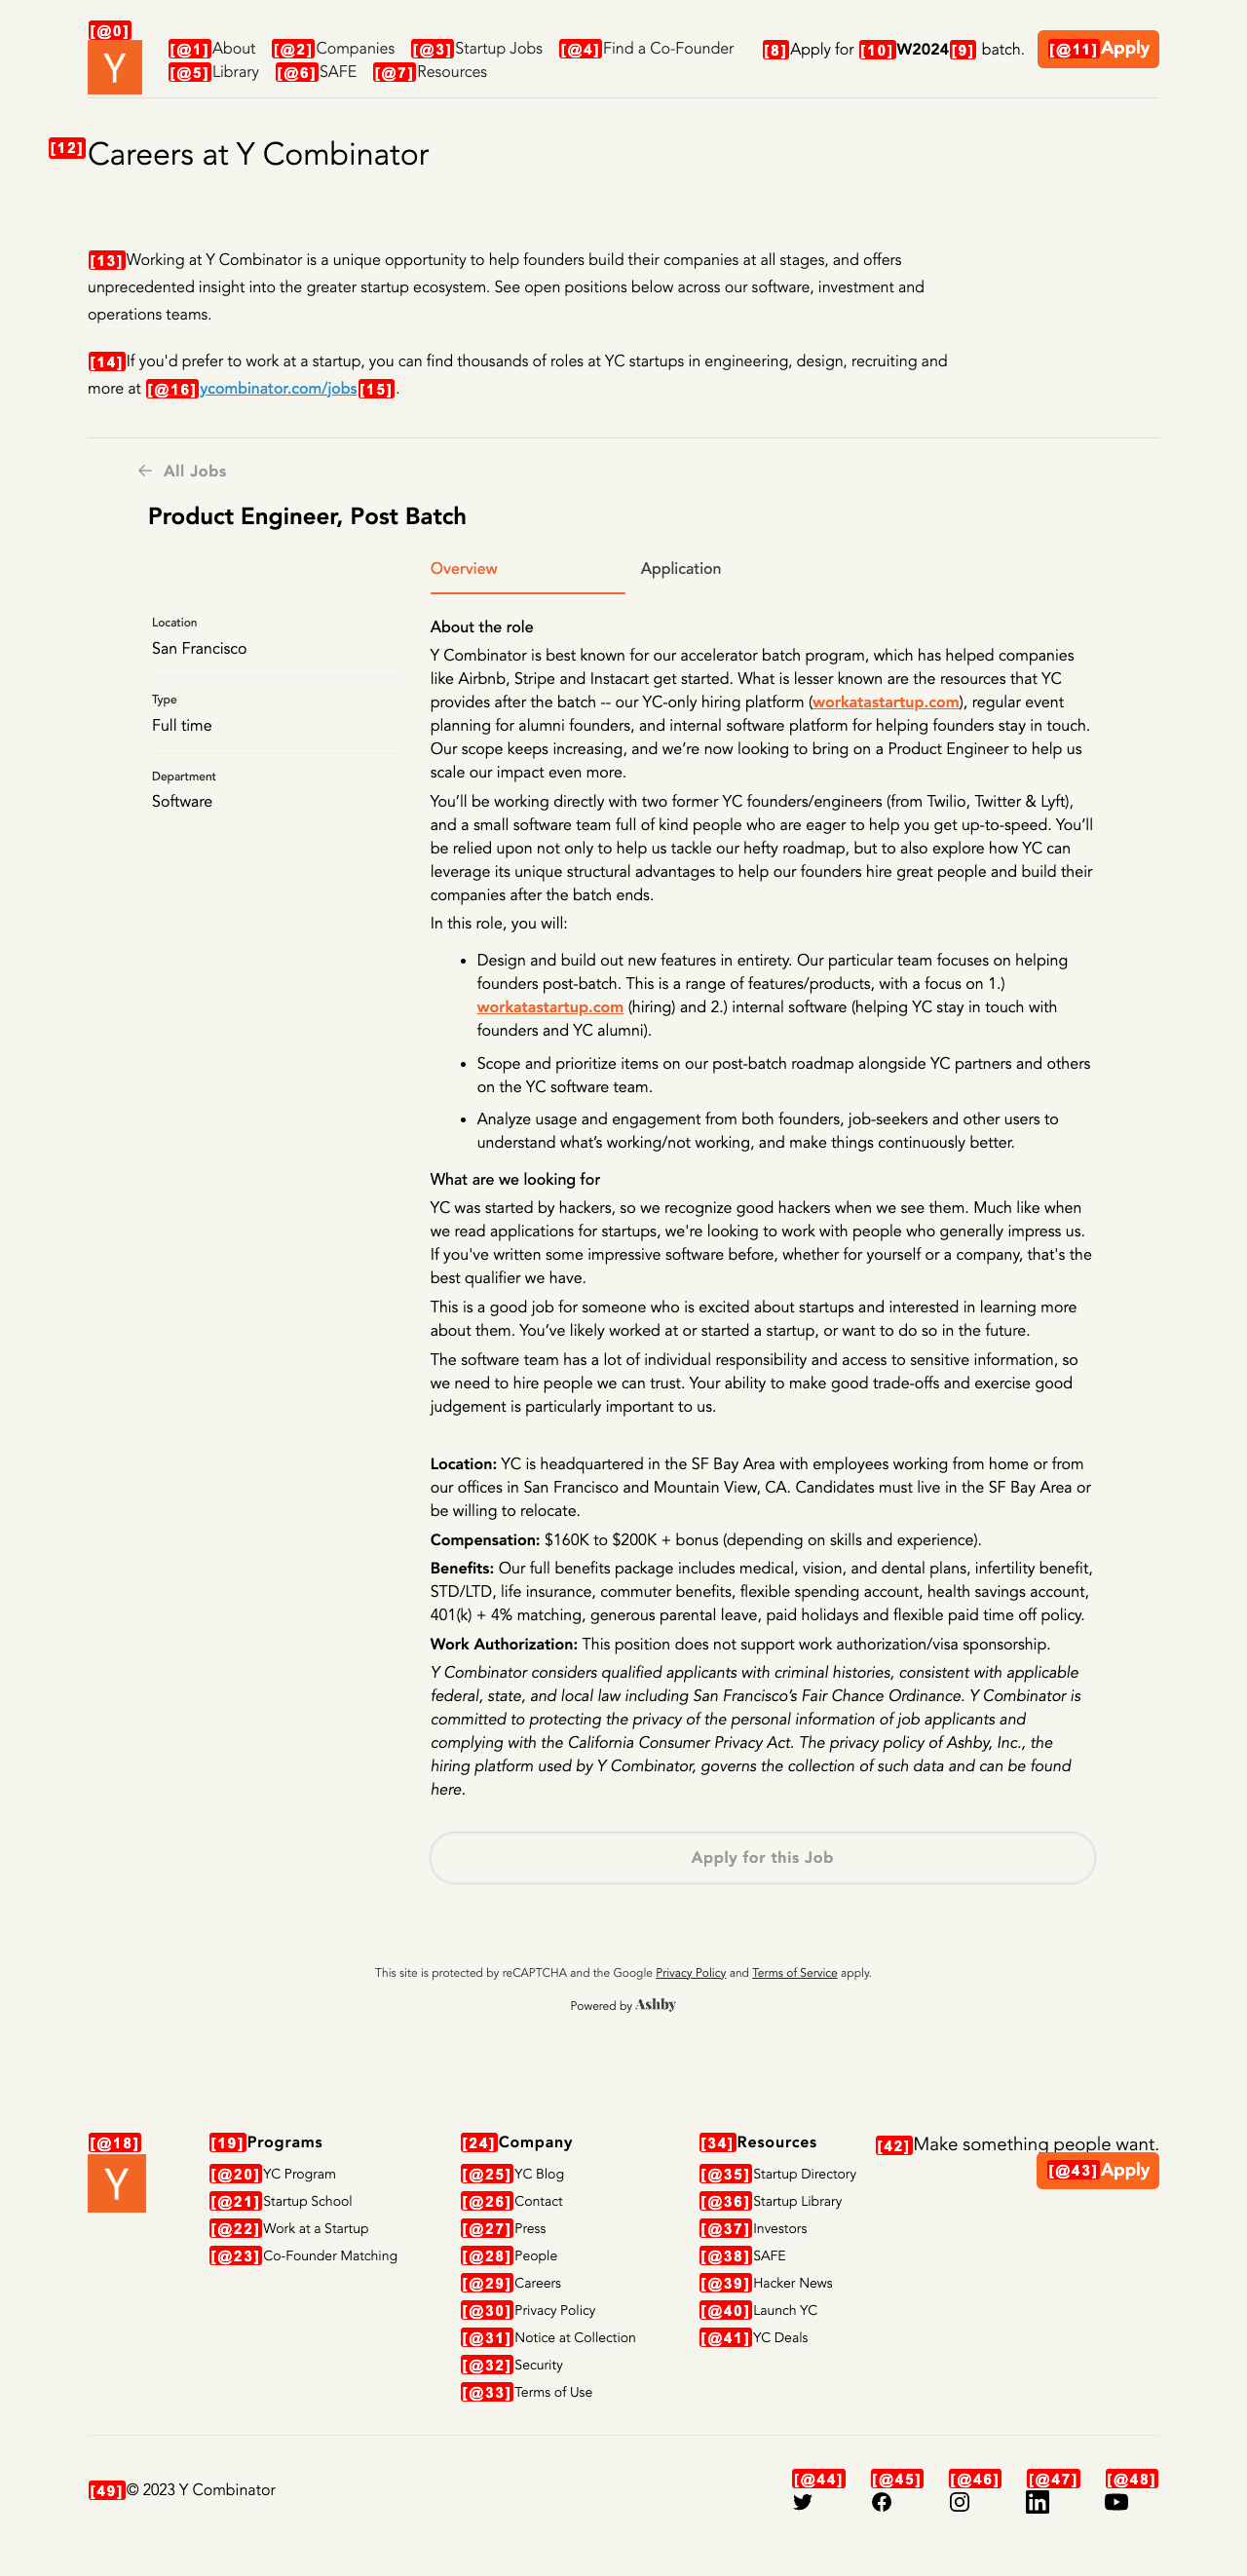 [@0]
Y
[@1]About [@2]Companies [@3]Startup Jobs [@4]Find a Co-Founder
[@5]Library [@6]SAFE [@7]Resources
[8]Apply for [10]W2024[9] batch. [@11]Apply
[12]Careers at Y Combinator
[13]Working at Y Combinator is a unique opportunity to help founders build their companies at all stages, and offers
unprecedented insight into the greater startup ecosystem. See open positions below across our software, investment and
operations teams.
[14]If you'd prefer to work at a startup, you can find thousands of roles at YC startups in engineering, design, recruiting and
more at [@16]ycombinator.com/jobs[15].
← All Jobs
Product Engineer, Post Batch
Overview Application
Location
San Francisco
Type
Full time
Department
Software
About the role
Y Combinator is best known for our accelerator batch program, which has helped companies
like Airbnb, Stripe and Instacart get started. What is lesser known are the resources that YC
provides after the batch -- our YC-only hiring platform (workatastartup.com), regular event
planning for alumni founders, and internal software platform for helping founders stay in touch.
Our scope keeps increasing, and we’re now looking to bring on a Product Engineer to help us
scale our impact even more.
You’ll be working directly with two former YC founders/engineers (from Twilio, Twitter & Lyft),
and a small software team full of kind people who are eager to help you get up-to-speed. You’ll
be relied upon not only to help us tackle our hefty roadmap, but to also explore how YC can
leverage its unique structural advantages to help our founders hire great people and build their
companies after the batch ends.
In this role, you will:
• Design and build out new features in entirety. Our particular team focuses on helping
founders post-batch. This is a range of features/products, with a focus on 1.)
workatastartup.com (hiring) and 2.) internal software (helping YC stay in touch with
founders and YC alumni).
• Scope and prioritize items on our post-batch roadmap alongside YC partners and others
on the YC software team.
• Analyze usage and engagement from both founders, job-seekers and other users to
understand what’s working/not working, and make things continuously better.
What are we looking for
YC was started by hackers, so we recognize good hackers when we see them. Much like when
we read applications for startups, we're looking to work with people who generally impress us.
If you've written some impressive software before, whether for yourself or a company, that's the
best qualifier we have.
This is a good job for someone who is excited about startups and interested in learning more
about them. You’ve likely worked at or started a startup, or want to do so in the future.
The software team has a lot of individual responsibility and access to sensitive information, so
we need to hire people we can trust. Your ability to make good trade-offs and exercise good
judgement is particularly important to us.
Location: YC is headquartered in the SF Bay Area with employees working from home or from
our offices in San Francisco and Mountain View, CA. Candidates must live in the SF Bay Area or
be willing to relocate.
Compensation: $160K to $200K + bonus (depending on skills and experience).
Benefits: Our full benefits package includes medical, vision, and dental plans, infertility benefit,
STD/LTD, life insurance, commuter benefits, flexible spending account, health savings account,
401(k) + 4% matching, generous parental leave, paid holidays and flexible paid time off policy.
Work Authorization: This position does not support work authorization/visa sponsorship.
Y Combinator considers qualified applicants with criminal histories, consistent with applicable
federal, state, and local law including San Francisco’s Fair Chance Ordinance. Y Combinator is
committed to protecting the privacy of the personal information of job applicants and
complying with the California Consumer Privacy Act. The privacy policy of Ashby, Inc., the
hiring platform used by Y Combinator, governs the collection of such data and can be found
here.
Apply for this Job
This site is protected by reCAPTCHA and the Google Privacy Policy and Terms of Service apply.
Powered by Ashby
[@18]
Y
[19]Programs
[@20]YC Program
[@21]Startup School
[@22]Work at a Startup
[@23]Co-Founder Matching
[24]Company
[@25]YC Blog
[@26]Contact
[@27]Press
[@28]People
[@29]Careers
[@30]Privacy Policy
[@31]Notice at Collection
[@32]Security
[@33]Terms of Use
[34]Resources
[@35]Startup Directory
[@36]Startup Library
[@37]Investors
[@38]SAFE
[@39]Hacker News
[@40]Launch YC
[@41]YC Deals
[42]Make something people want.
[@43]Apply
[49]© 2023 Y Combinator
[@44] [@45] [@46] [@47] [@48]